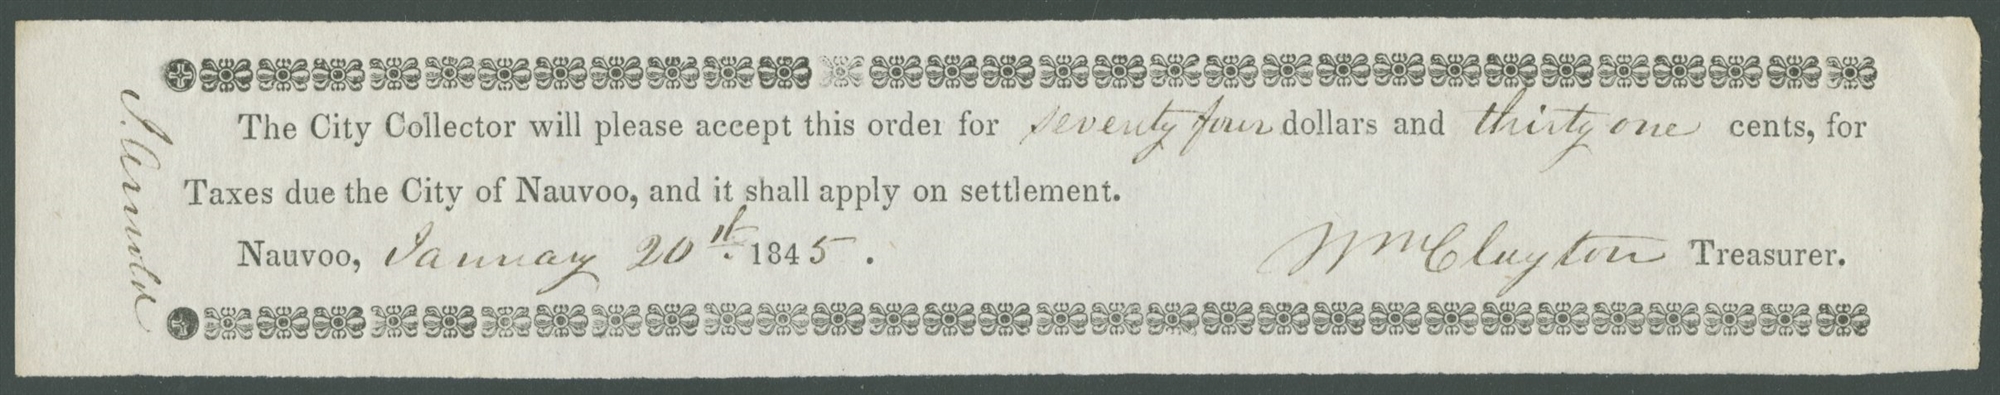 J. Arnold
The City Collector will please accept this order for seventy four dollars and thirty one cents, for
Taxes due the City of Nauvoo, and it shall apply on settlement.
Nauvoo, January 20th. 1845. Wm Clayton Treasurer.